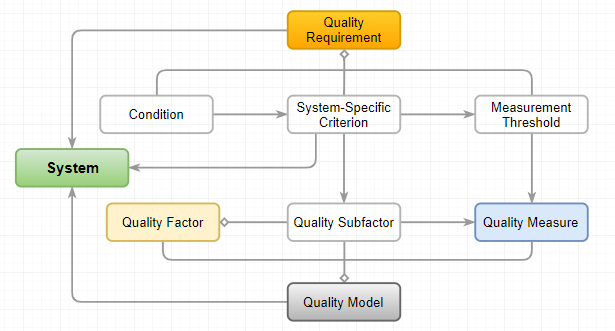 Quality
Requirement
Condition
System-Specific
Criterion
Measurement
Threshold
System
Quality Factor
Quality Subfactor
Quality Measure
Quality Model